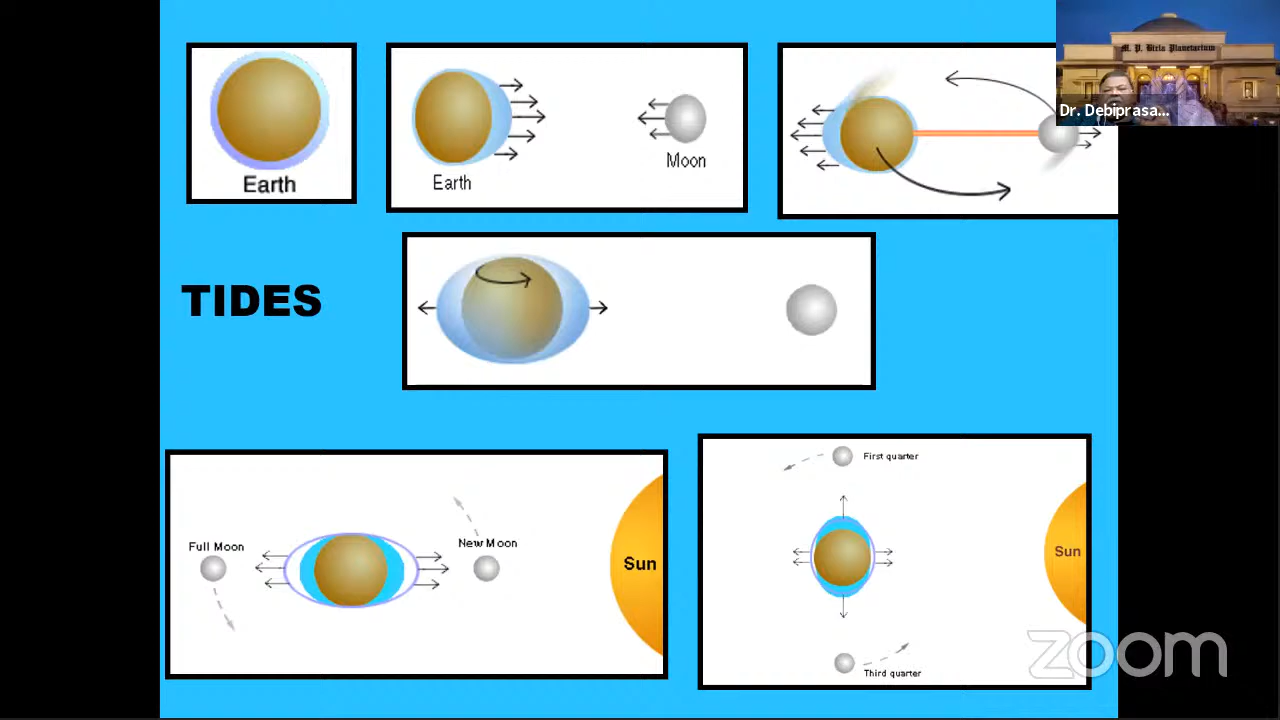 M. P. Birla Planetarium
Dr. Debiprasa...
Earth
Earth
Moon
TIDES
Full Moon
New Moon
Sun
First quarter
Sun
Third quarter
zoom